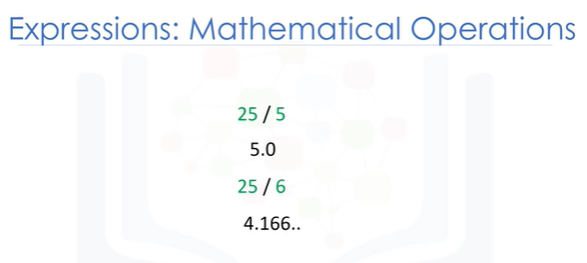 Expressions: Mathematical Operations
25 / 5
5.0
25 / 6
4.166..